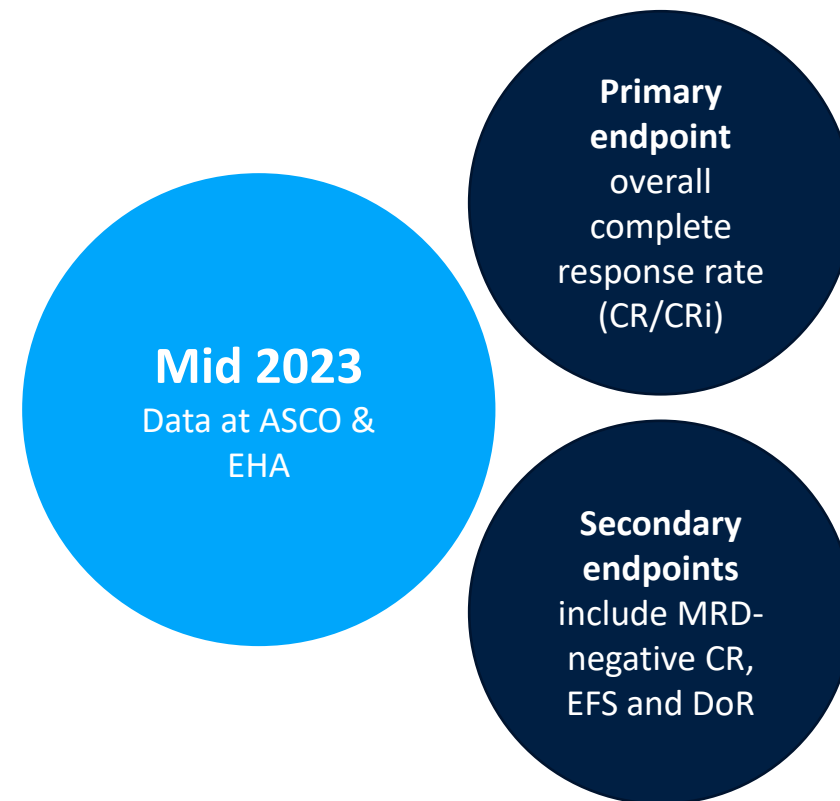 Mid 2023
Data at ASCO &
EHA
Primary
endpoint
overall
complete
response rate
(CR/CRi)
Secondary
endpoints
include MRD-
negative CR,
EFS and DoR